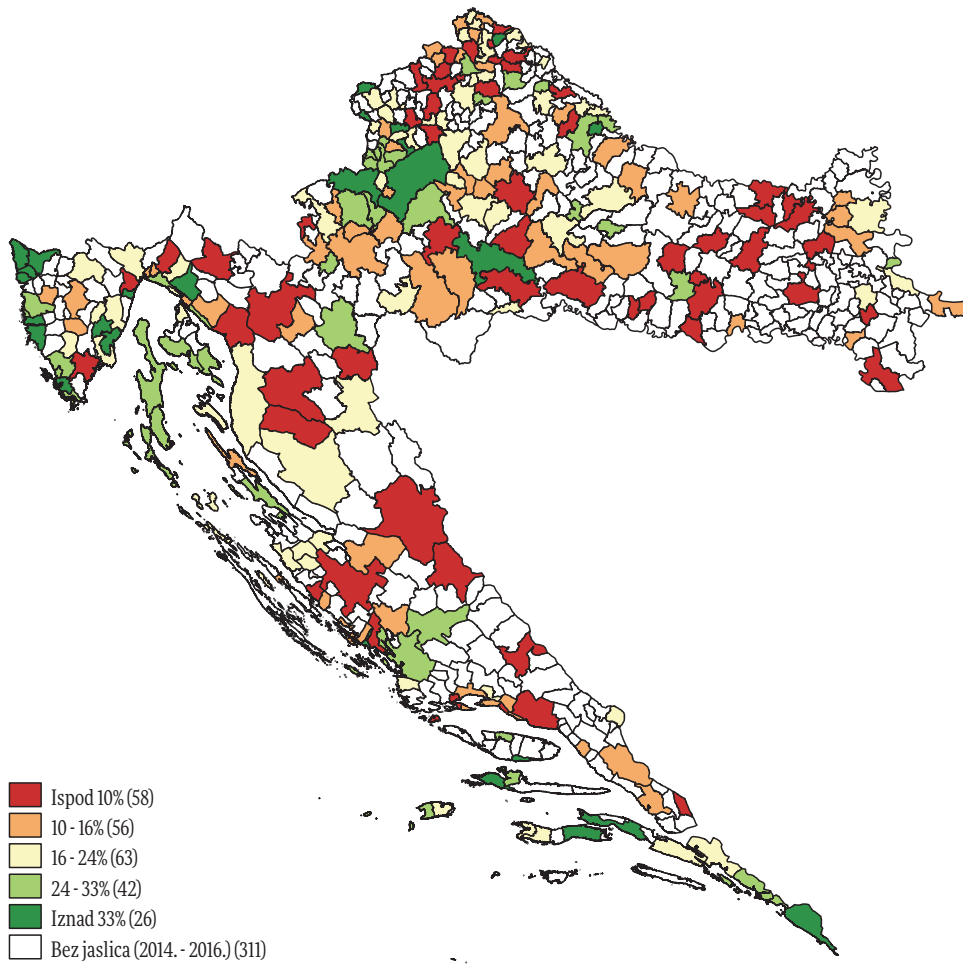 Ispod 10% (58)
10 - 16% (56)
16 - 24% (63)
24 - 33% (42)
Iznad 33% (26)
Bez jaslica (2014. - 2016.) (311)